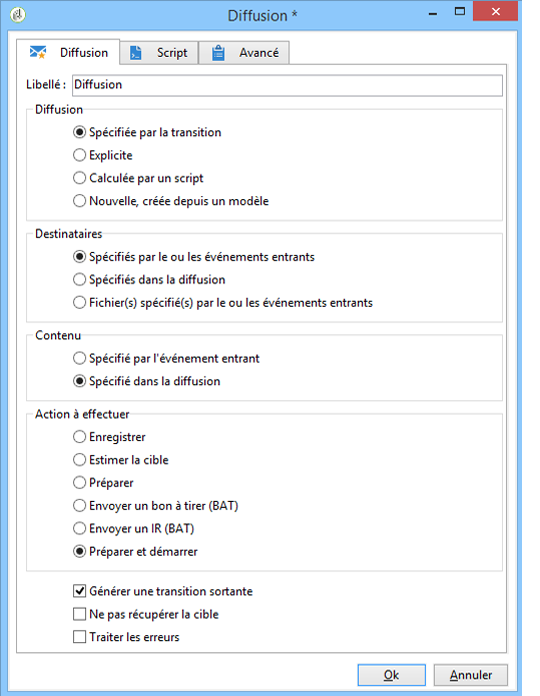 Diffusion *
Diffusion Script Avancé
Libellé : Diffusion
Diffusion
Spécifiée par la transition
Explicite
Calculée par un script
Nouvelle, créée depuis un modèle
Destinataires
Spécifiés par le ou les événements entrants
Spécifiés dans la diffusion
Fichier(s) spécifié(s) par le ou les événements entrants
Contenu
Spécifié par l'événement entrant
Spécifié dans la diffusion
Action à effectuer
Enregistrer
Estimer la cible
Préparer
Envoyer un bon à tirer (BAT)
Envoyer un IR (BAT)
Préparer et démarrer
Générer une transition sortante
Ne pas récupérer la cible
Traiter les erreurs
Ok Annuler